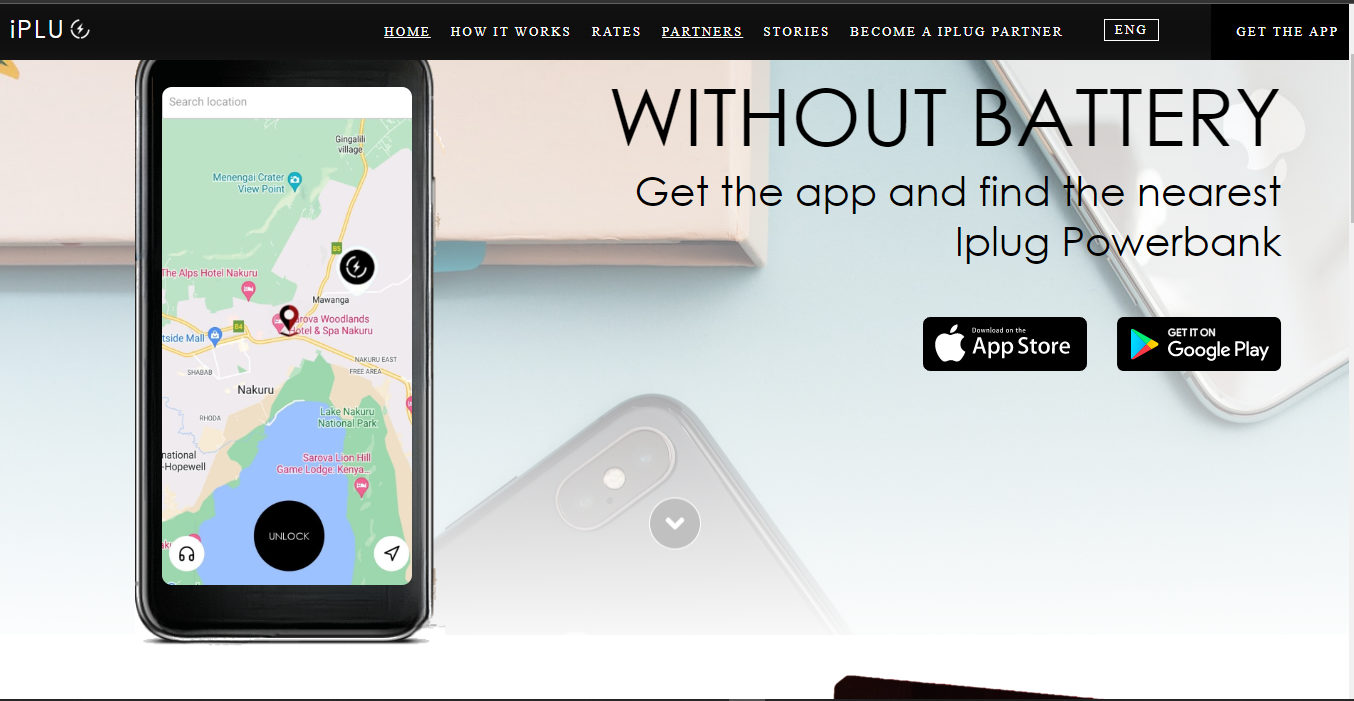 iPLU
HOME HOW IT WORKS RATES PARTNERS STORIES BECOME A IPLUG PARTNER ENG GET THE APP
Search location
Gingalili
village
Menengai Crater
View Point
B5
The Alps Hotel Nakuru
Mawanga
B4
Sarova Woodlands
Hotel & Spa Nakuru
tside Mall
NAKURU EAST
SHABAB
FREE AREA
Nakuru
RHODA
Lake Nakuru
National Park
national
-Hopewell
Sarova Lion Hill
Game Lodge: Kenya...
UNLOCK
WITHOUT BATTERY
Get the app and find the nearest
Iplug Powerbank
Download on the
App Store
GET IT ON
Google Play